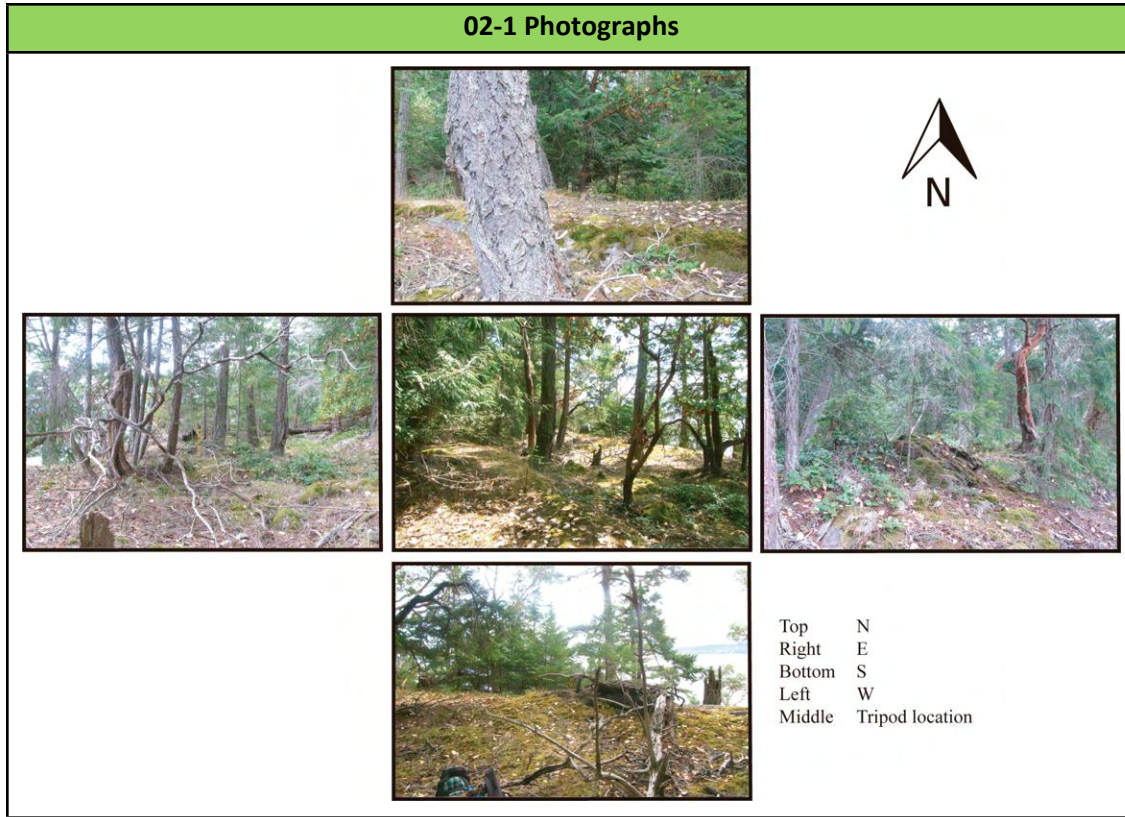 02-1 Photographs
N
Top N
Right E
Bottom S
Left W
Middle Tripod location